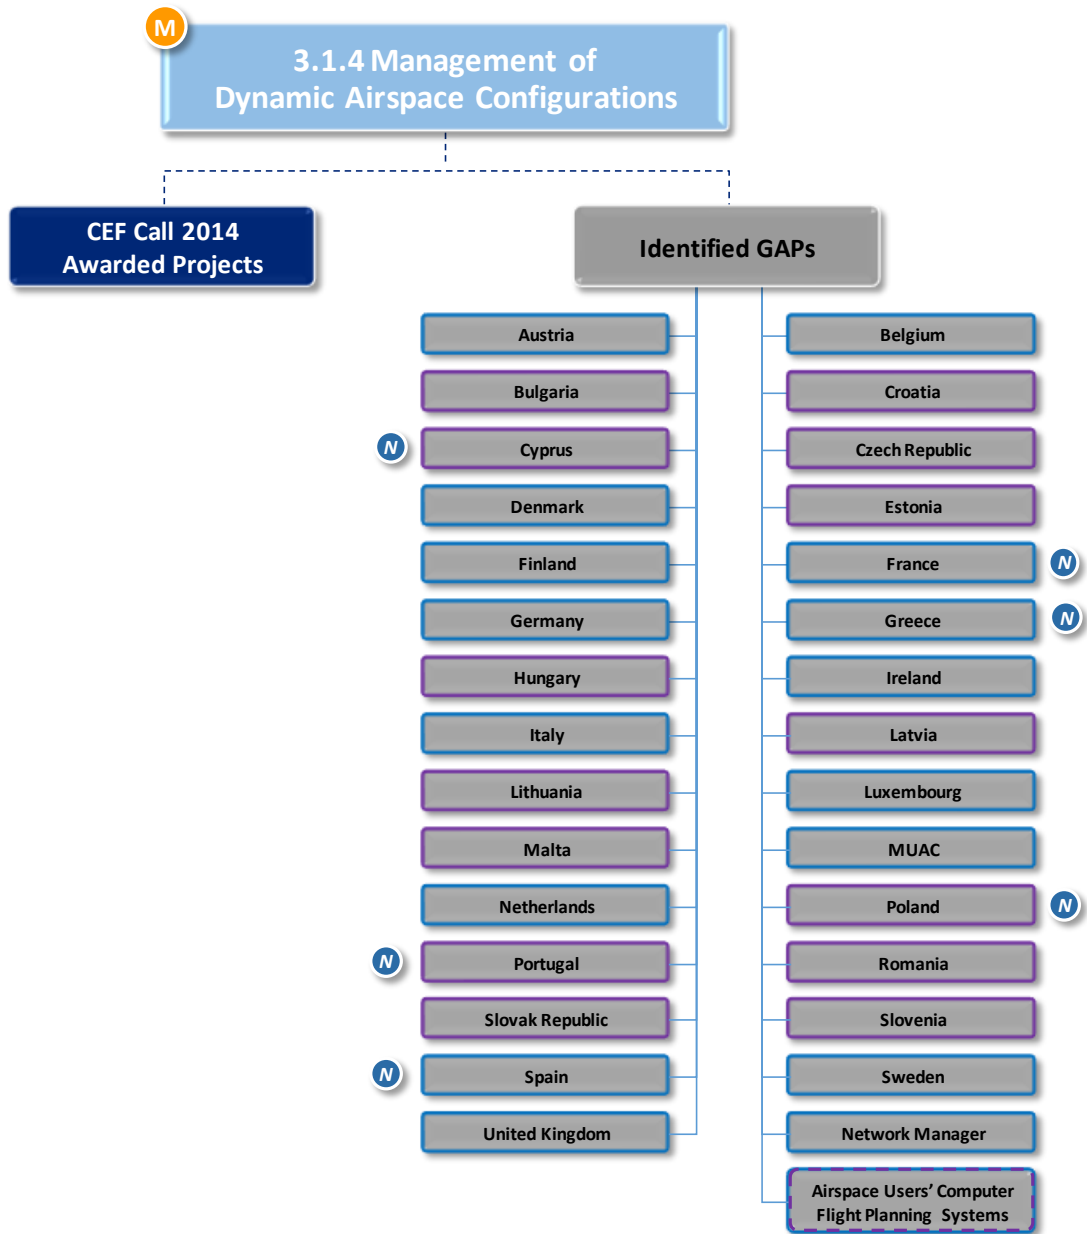 M
3.1.4 Management of
Dynamic Airspace Configurations
CEF Call 2014
Awarded Projects
Identified GAPs
Austria
Belgium
Bulgaria
Croatia
N
Cyprus
Czech Republic
Denmark
Estonia
Finland
France
N
Germany
Greece
N
Hungary
Ireland
Italy
Latvia
Lithuania
Luxembourg
Malta
MUAC
Netherlands
Poland
N
N
Portugal
Romania
Slovak Republic
Slovenia
N
Spain
Sweden
United Kingdom
Network Manager
Airspace Users' Computer
Flight Planning Systems